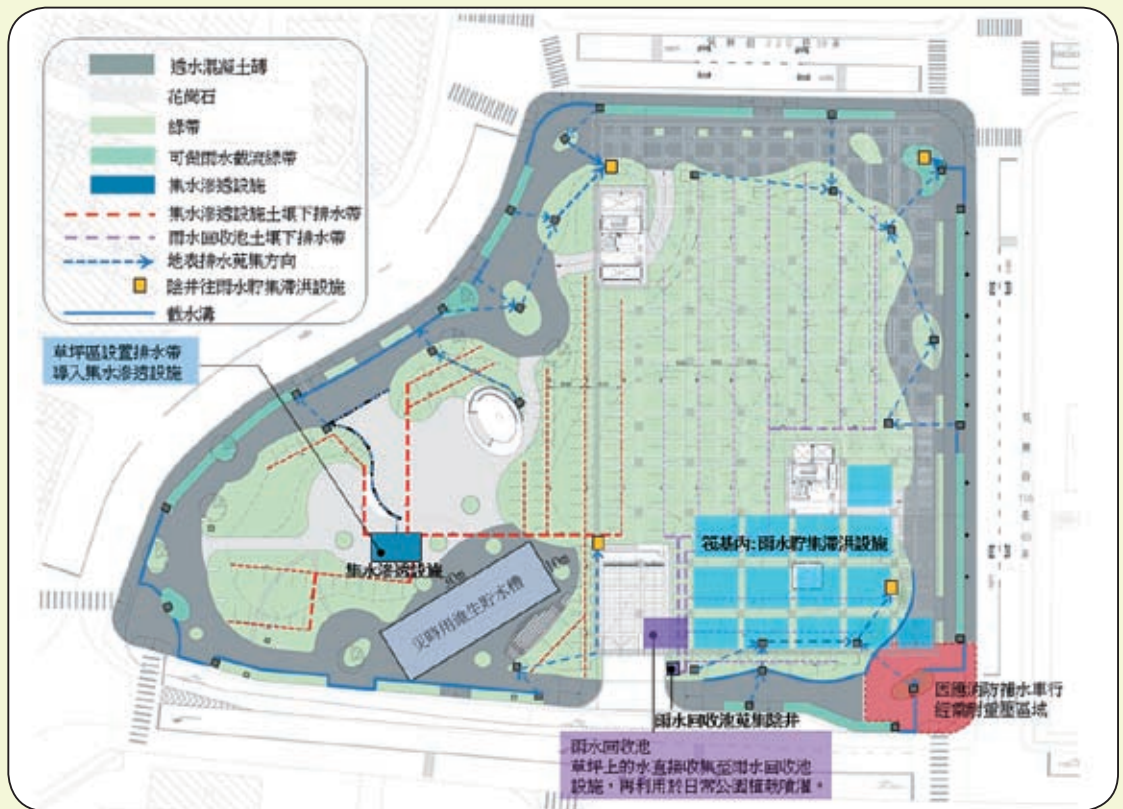 透水混凝土磚
花崗石
綠帶
可做雨水截流綠帶
集水滲透設施
集水滲透設施土壤下排水帶
雨水回收池土壤下排水帶
地表排水蒐集方向
陰井往雨水貯集滯洪設施
截水溝
草坪區設置排水帶
導入集水滲透設施
集水滲透設施
災時用維生貯水槽
10m
筏基內:雨水貯集滯洪設施
雨水回收池蒐集陰井
因應消防補水車行
經需耐重壓區域
雨水回收池
草坪上的水直接收集至雨水回收池
設施，再利用於日常公園植栽噴灌。